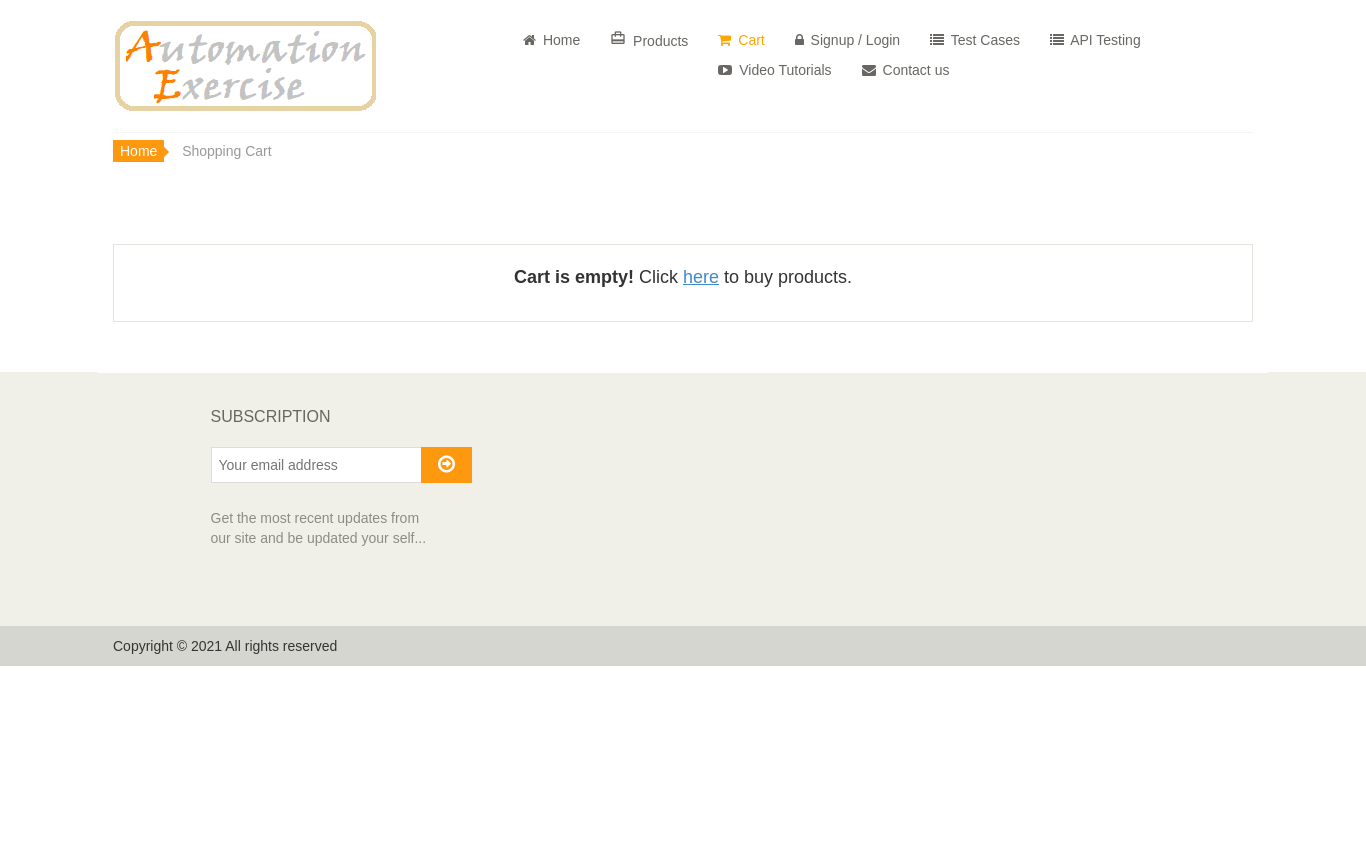 Automation
Exercise
Home Products Cart Signup / Login Test Cases API Testing
Video Tutorials Contact us
Home Shopping Cart
Cart is empty! Click here to buy products.
SUBSCRIPTION
Your email address
Get the most recent updates from
our site and be updated your self...
Copyright © 2021 All rights reserved